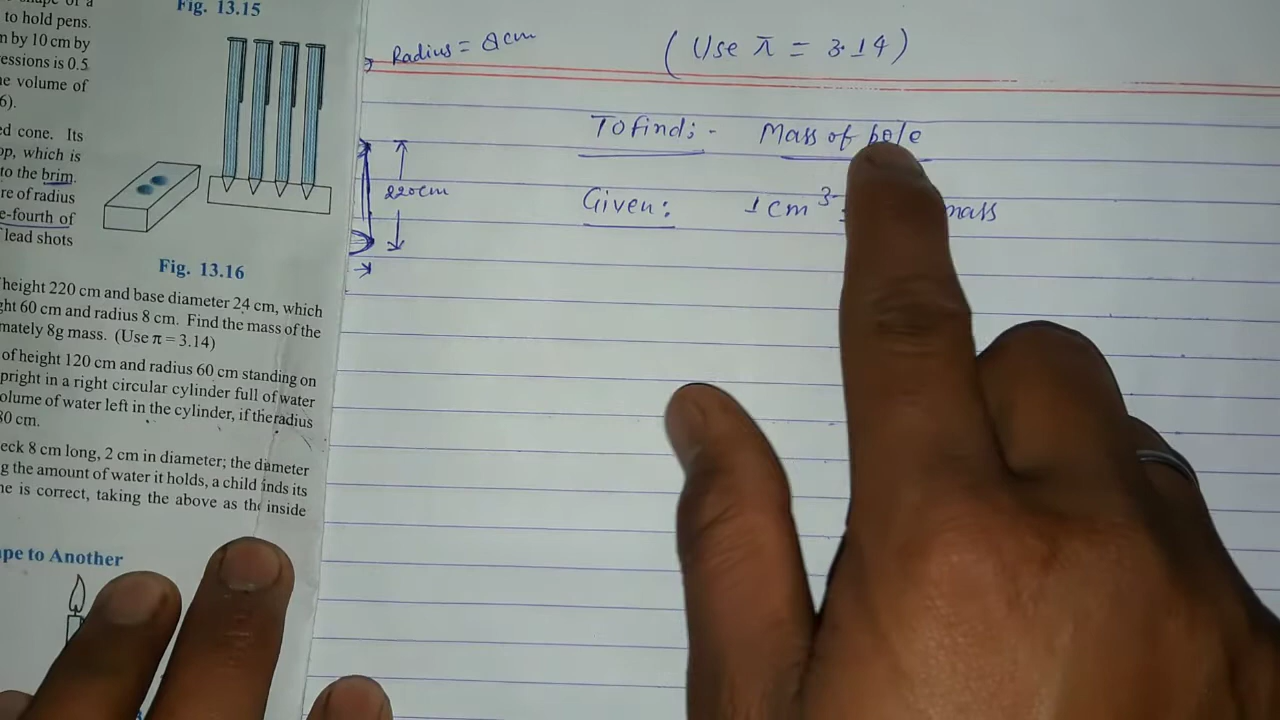 Fig. 13.15
to hold pens.
m by 10 cm by
essions is 0.5
ne volume of
6).
ed cone. Its
op, which is
to the brim.
re of radius
e-fourth of
lead shots
Fig. 13.16
height 220 cm and base diameter 24 cm, which
ght 60 cm and radius 8 cm. Find the mass of the
mately 8g mass. (Use π = 3.14)
of height 120 cm and radius 60 cm standing on
pright in a right circular cylinder full of water
olume of water left in the cylinder, if the radius
80 cm.
eck 8 cm long, 2 cm in diameter; the diameter
g the amount of water it holds, a child finds its
he is correct, taking the above as the inside
pe to Another
Radius = 8cm
(Use π = 3.14)
220cm
To find:- Mass of pole
Given: 1 cm³ mass